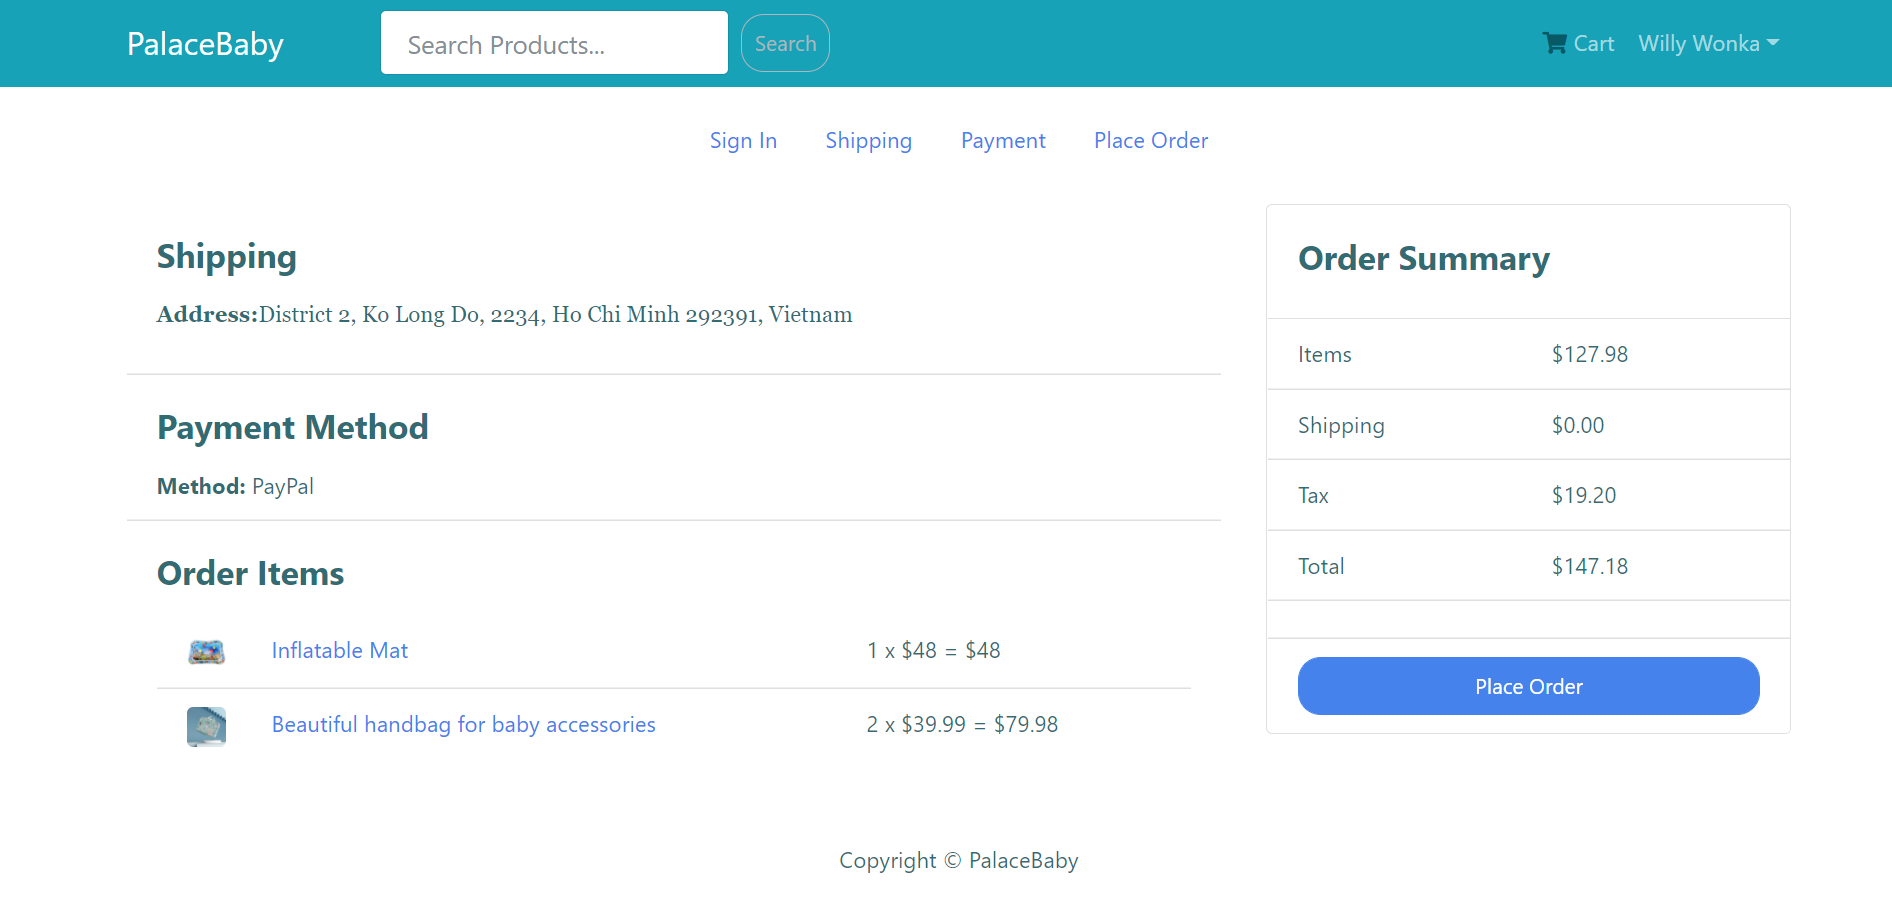 PalaceBaby
Search Products...
Search
Cart
Willy Wonka
Sign In
Shipping
Payment
Place Order
Shipping
Address:District 2, Ko Long Do, 2234, Ho Chi Minh 292391, Vietnam
Payment Method
Method: PayPal
Order Items
Inflatable Mat
1 x $48 = $48
Beautiful handbag for baby accessories
2 x $39.99 = $79.98
Order Summary
Items $127.98
Shipping $0.00
Tax $19.20
Total $147.18
Place Order
Copyright © PalaceBaby